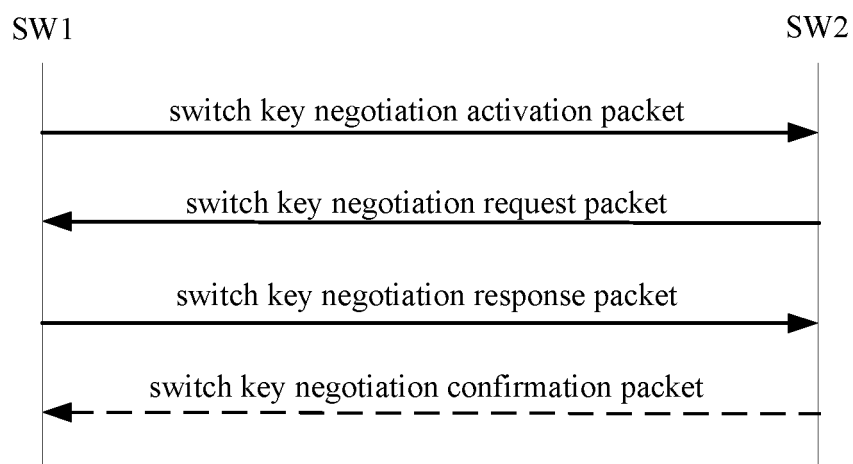 SW1
SW2
switch key negotiation activation packet
switch key negotiation request packet
switch key negotiation response packet
switch key negotiation confirmation packet